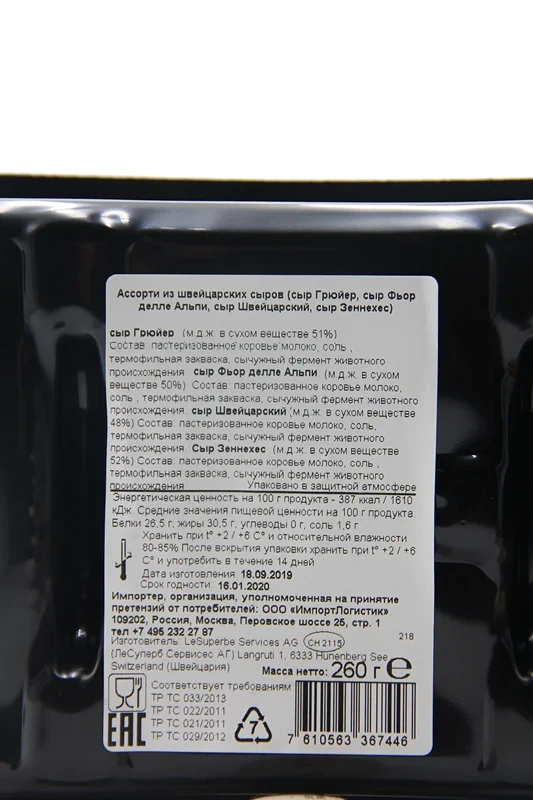 Ассорти из швейцарских сыров (сыр Грюйер, сыр Фьор
делле Альпи, сыр Швейцарский, сыр Зеннехес)
сыр Грюйер (м.д.ж. в сухом веществе 51%)
Состав: пастеризованное коровье молоко, соль ,
термофильная закваска, сычужный фермент животного
происхождения. сыр Фьор делле Альпи (м.д.ж. в сухом
веществе 50%) Состав: пастеризованное коровье молоко,
соль , термофильная закваска, сычужный фермент животного
происхождения. сыр Швейцарский (м.д.ж. в сухом веществе
48%) Состав: пастеризованное коровье молоко, соль,
термофильная закваска, сычужный фермент животного
происхождения. Сыр Зеннехес (м.д.ж. в сухом веществе
52%) Состав: пастеризованное коровье молоко, соль,
термофильная закваска, сычужный фермент животного
происхождения Упаковано в защитной атмосфере
Энергетическая ценность на 100 г продукта - 387 ккал / 1610
кДж. Средние значения пищевой ценности на 100 г продукта:
Белки 26,5 г; жиры 30,5 г, углеводы 0 г, соль 1,6 г
Хранить при t° +2 / +6 C° и относительной влажности
80-85% После вскрытия упаковки хранить при t° +2 / +6
C° и употребить в течение 14 дней
Дата изготовления 18.09.2019
Срок годности: 16.01.2020
Импортер, организация, уполномоченная на принятие
претензий от потребителей: ООО «ИмпортЛогистик»
109202, Россия, Москва, Перовское шоссе 25, стр. 1
тел +7 495 232 27 87
218
Изготовитель: LeSuperbe Services AG CH 2115
(ЛеСуперб Сервисес АГ) Langruti 1, 6333 Hunenberg See
Switzerland (Швейцария)
Масса нетто: 260 г e
Соответствует требованиям
ТР ТС 033/2013
ТР ТС 022/2011
ТР ТС 021/2011
ТР ТС 029/2012
EAC
7
7 610563 367446